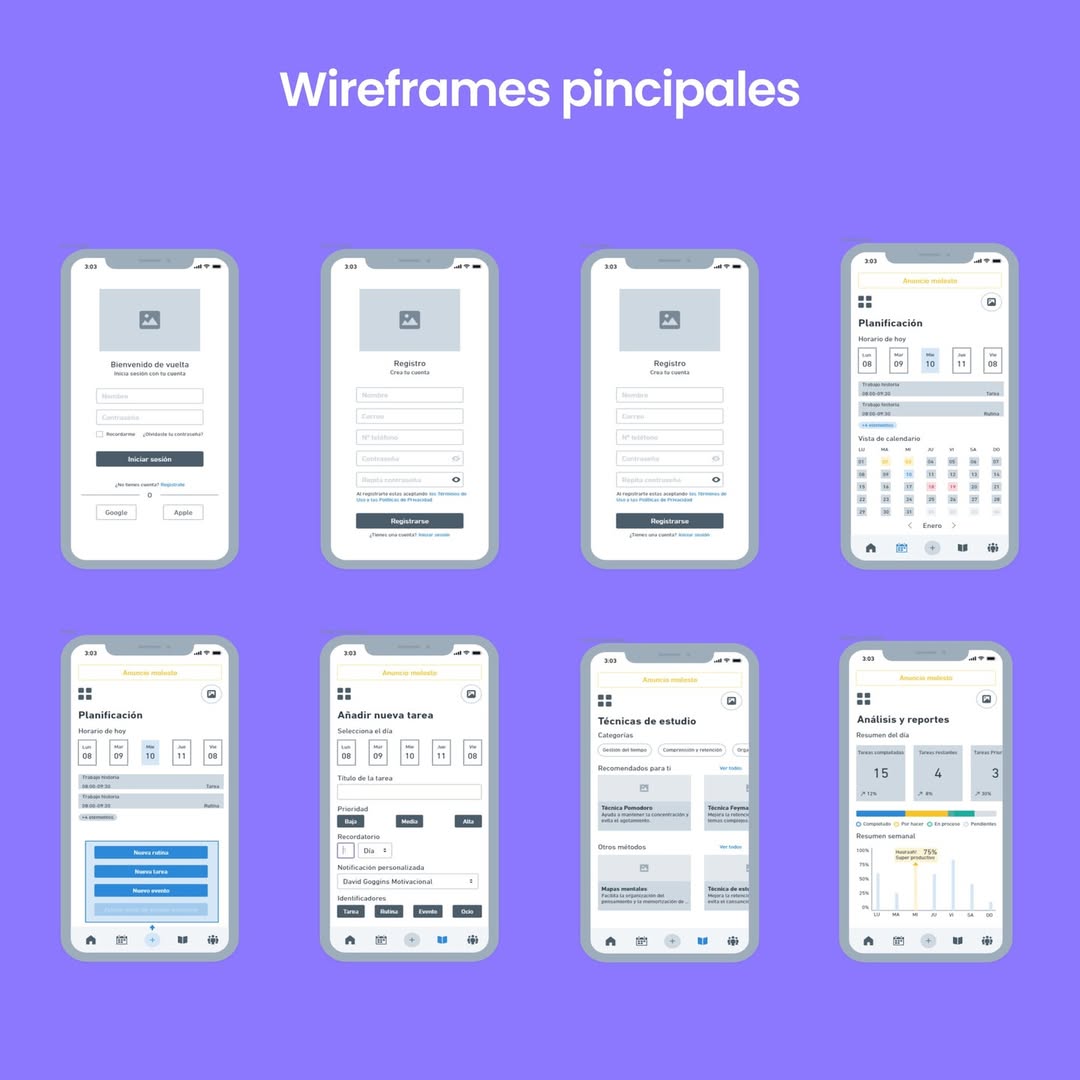 Wireframes pincipales
3:03
Bienvenido de vuelta
Inicia sesión con tu cuenta
Nombre
Contraseña
Recordarme ¿Olvidaste tu contraseña?
Iniciar sesión
¿No tienes cuenta? Regístrate
O
Google Apple
3:03
Registro
Crea tu cuenta
Nombre
Correo
Nº teléfono
Contraseña
Repita contraseña
Al registrarte estas aceptando los Términos de
Uso y las Políticas de Privacidad
Registrarse
¿Tienes una cuenta? Iniciar sesión
3:03
Registro
Crea tu cuenta
Nombre
Correo
Nº teléfono
Contraseña
Repita contraseña
Al registrarte estas aceptando los Términos de
Uso y las Políticas de Privacidad
Registrarse
¿Tienes una cuenta? Iniciar sesión
3:03
Anuncio molesto
Planificación
Horario de hoy
Lun Mar Mie Jue Vie
08 09 10 11 08
Trabajo historia
08:00-09:30 Tarea
Trabajo historia
08:00-09:30 Rutina
+4 elementos
Vista de calendario
LU MA MI JU VI SA DO
01 02 03 04 05 06 07
08 09 10 11 12 13 14
15 16 17 18 19 20 21
22 23 24 25 26 27 28
29 30 31 01 02 03 04
Enero
3:03
Anuncio molesto
Planificación
Horario de hoy
Lun Mar Mie Jue Vie
08 09 10 11 08
Trabajo historia
08:00-09:30 Tarea
Trabajo historia
08:00-09:30 Rutina
+4 elementos
Nueva rutina
Nueva tarea
Nuevo evento
3:03
Anuncio molesto
Añadir nueva tarea
Selecciona el día
Lun Mar Mie Jue Vie
08 09 10 11 08
Título de la tarea
Prioridad
Baja Media Alta
Recordatorio
Día
Notificación personalizada
David Goggins Motivacional
Identificadores
Tarea Rutina Evento Ocio
3:03
Anuncio molesto
Técnicas de estudio
Categorías
Gestión del tiempo Comprensión y retención Orga
Recomendados para ti Ver todos
Técnica Pomodoro Técnica Feyma
Ayuda a mantener la concentración y Mejora la retenció
evita el agotamiento. temas complejos.
Otros métodos Ver todos
Mapas mentales Técnica de estu
Facilita la organización del Mejora la retenció
pensamiento y la memorización de .. evita el cansancio
3:03
Anuncio molesto
Análisis y reportes
Resumen del día
Tareas completadas Tareas restantes Tareas Prior
15 4 3
12% 8% 30%
Completado Por hacer En proceso Pendientes
Resumen semanal
100%
75%
50%
25%
0%
Huurzah! 75%
Super productivo
LU MA MI JU VI SA DO